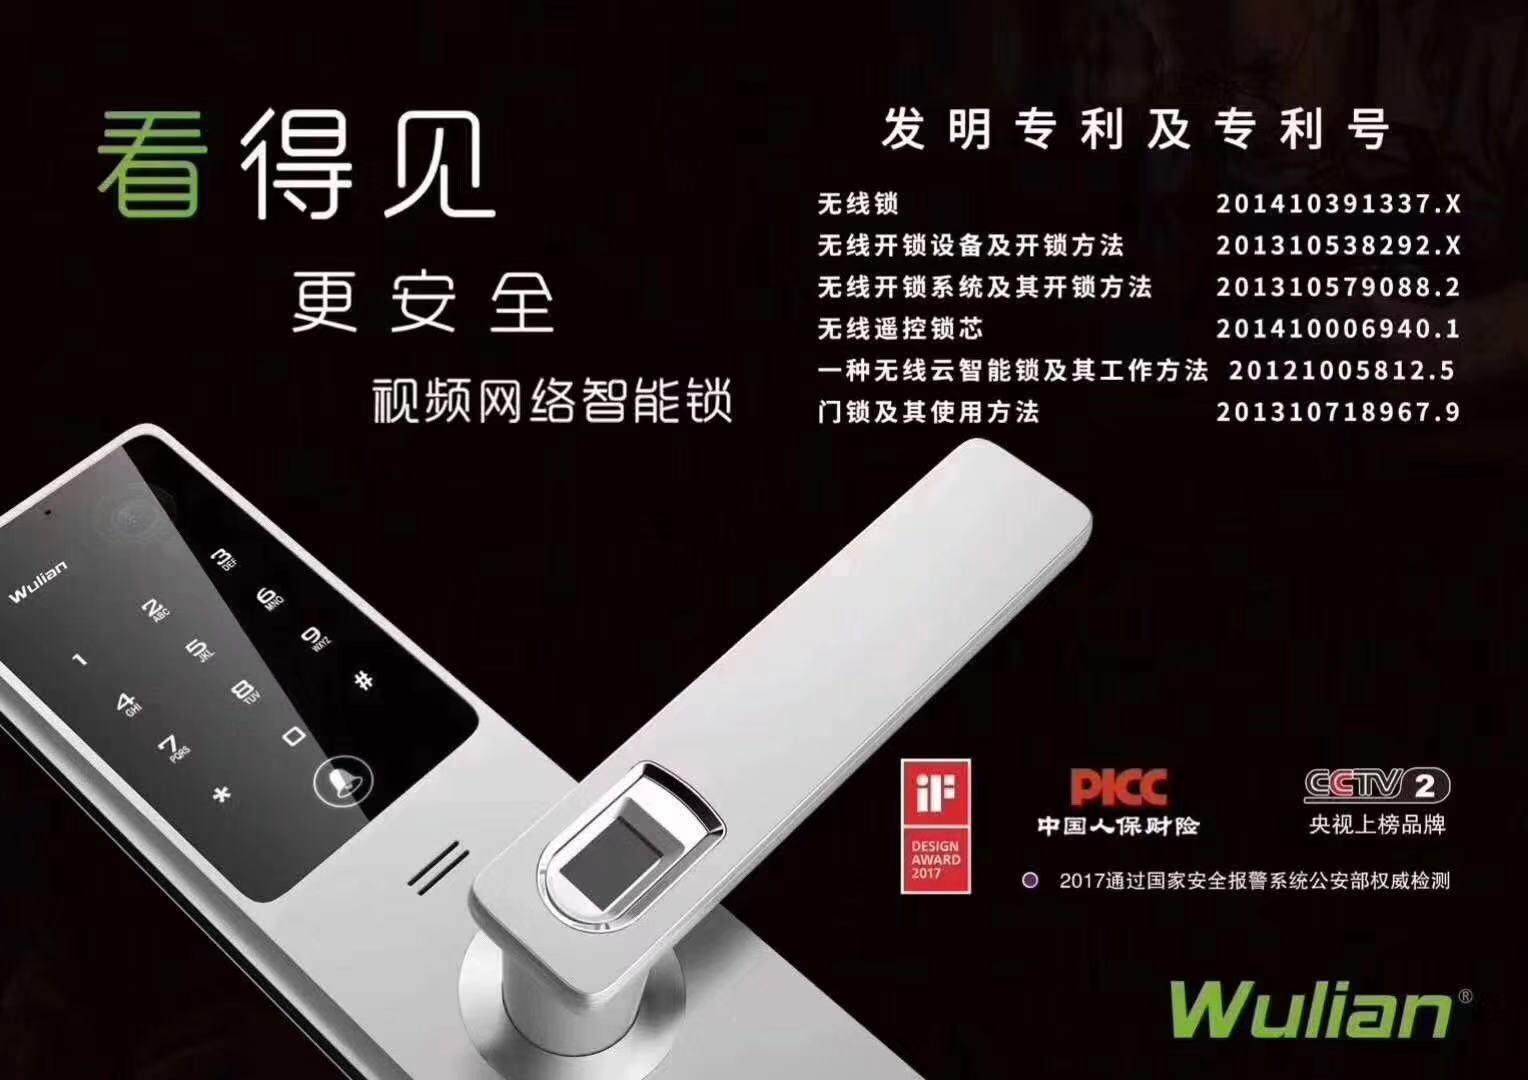 看得见
更安全
视频网络智能锁
发明专利及专利号
无线锁 201410391337.X
无线开锁设备及开锁方法 201310538292.X
无线开锁系统及其开锁方法 201310579088.2
无线遥控锁芯 201410006940.1
一种无线云智能锁及其工作方法 20121005812.5
门锁及其使用方法 201310718967.9
Wulian
1
2 ABC
3 DEF
4 GHI
5 JKL
6 MNO
7 PQRS
8 TUV
9 WXYZ
*
0
#
iF
DESIGN
AWARD
2017
PICC
中国人保财险
CCTV 2
央视上榜品牌
2017通过国家安全报警系统公安部权威检测
Wulian®